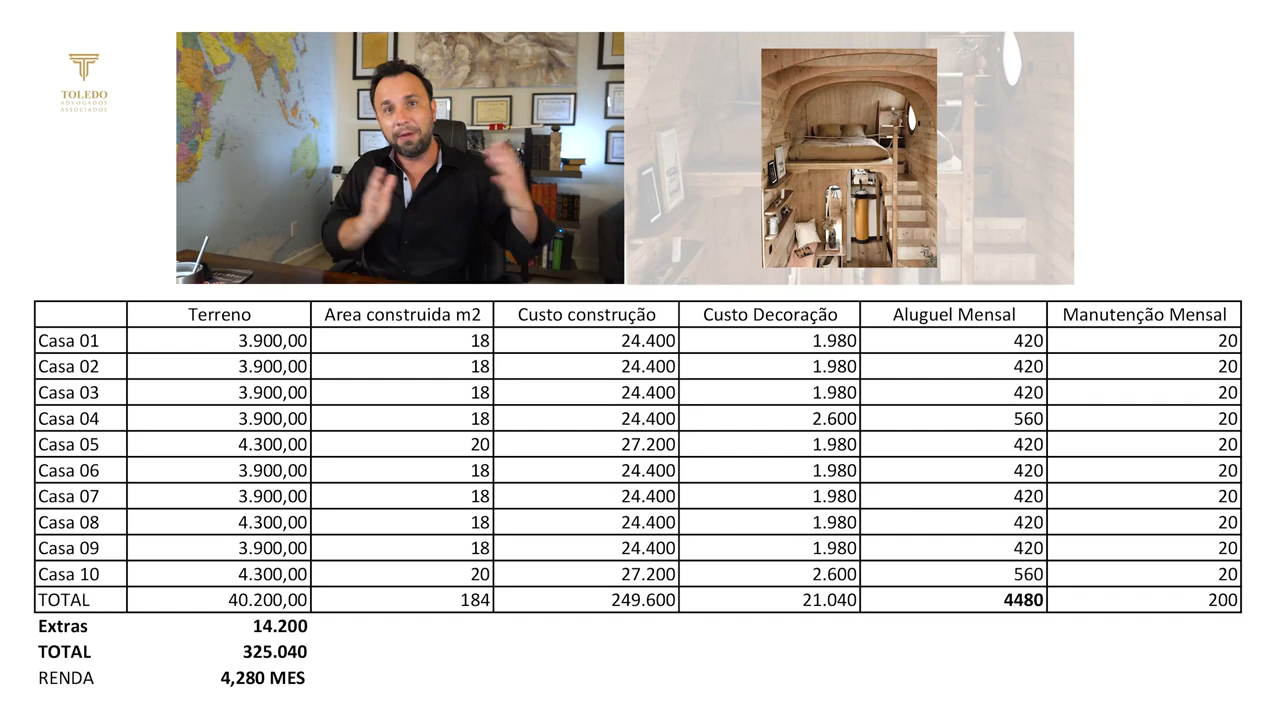 TOLEDO
ADVOGADOS
ASSOCIADOS
Terreno Area construida m2 Custo construção Custo Decoração Aluguel Mensal Manutenção Mensal
Casa 01 3.900,00 18 24.400 1.980 420 20
Casa 02 3.900,00 18 24.400 1.980 420 20
Casa 03 3.900,00 18 24.400 1.980 420 20
Casa 04 3.900,00 18 24.400 2.600 560 20
Casa 05 4.300,00 20 27.200 1.980 420 20
Casa 06 3.900,00 18 24.400 1.980 420 20
Casa 07 3.900,00 18 24.400 1.980 420 20
Casa 08 4.300,00 18 24.400 1.980 420 20
Casa 09 3.900,00 18 24.400 1.980 420 20
Casa 10 4.300,00 20 27.200 2.600 560 20
TOTAL 40.200,00 184 249.600 21.040 4480 200
Extras 14.200
TOTAL 325.040
RENDA 4,280 MES